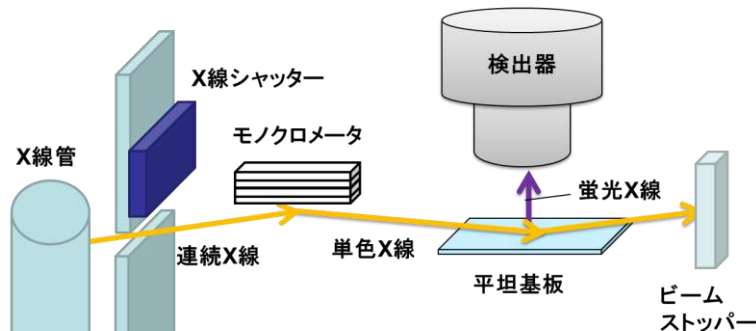 X線シャッター
検出器
モノクロメータ
X線管
蛍光X線
連続X線
単色X線
平坦基板
ビーム
ストッパー